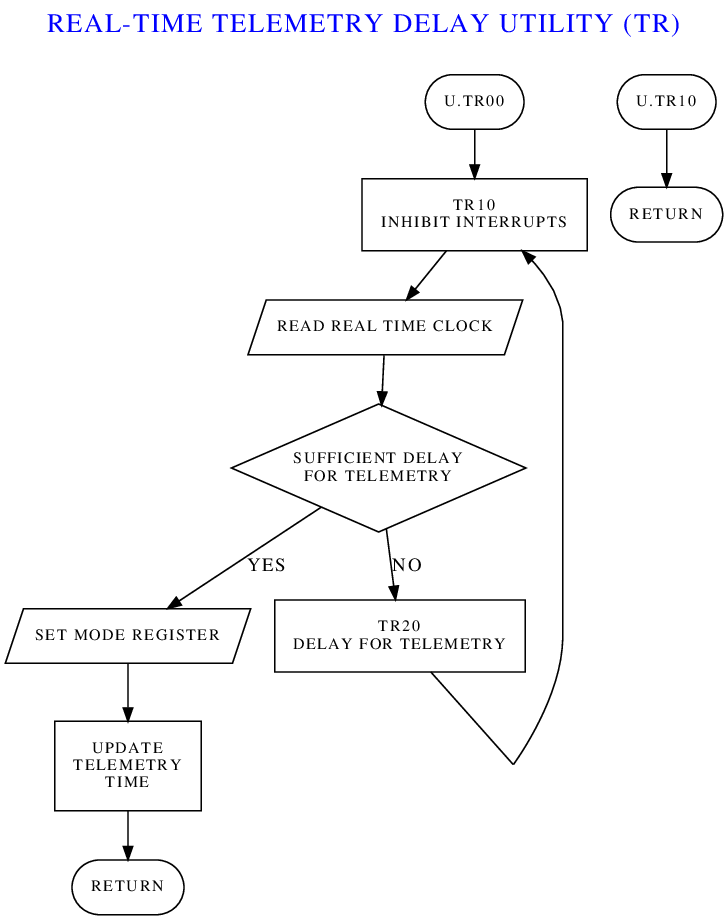 REAL-TIME TELEMETRY DELAY UTILITY (TR)
U.TR00
U.TR10
TR10
INHIBIT INTERRUPTS
RETURN
READ REAL TIME CLOCK
SUFFICIENT DELAY
FOR TELEMETRY
YES
NO
SET MODE REGISTER
TR20
DELAY FOR TELEMETRY
UPDATE
TELEMETRY
TIME
RETURN